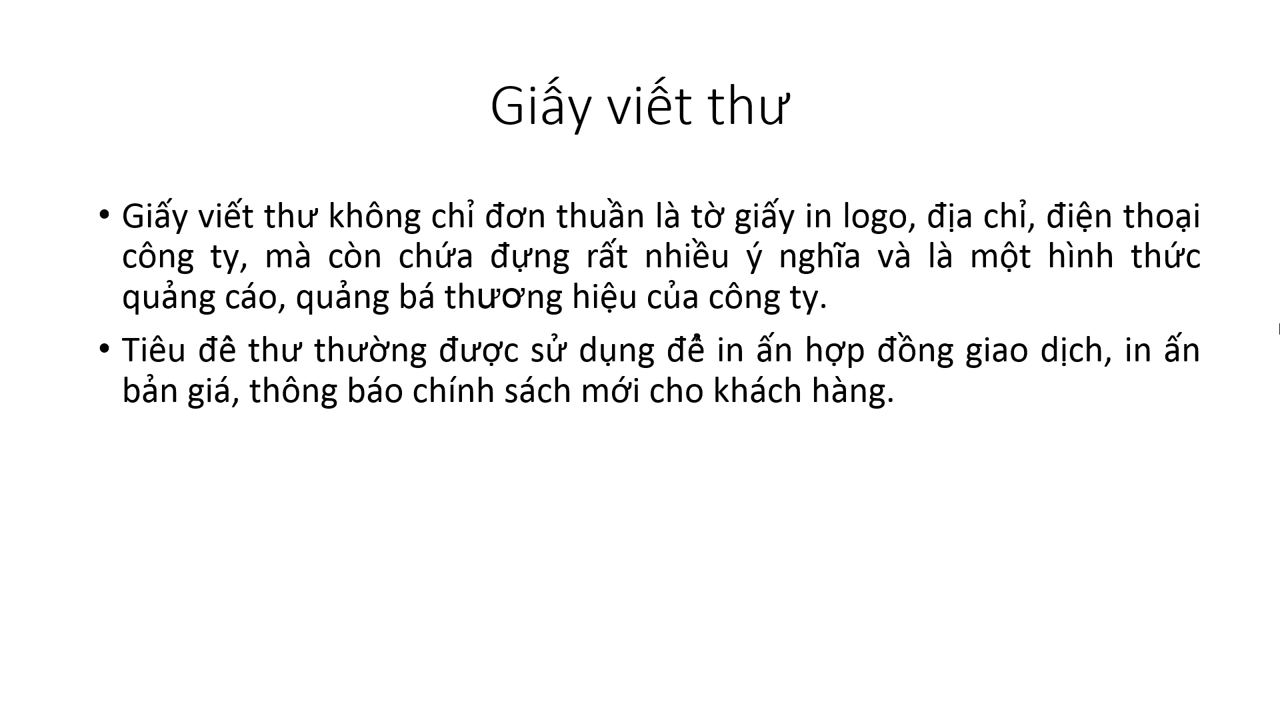 Giấy viết thư
• Giấy viết thư không chỉ đơn thuần là tờ giấy in logo, địa chỉ, điện thoại
công ty, mà còn chứa đựng rất nhiều ý nghĩa và là một hình thức
quảng cáo, quảng bá thương hiệu của công ty.
• Tiêu đề thư thường được sử dụng để in ấn hợp đồng giao dịch, in ấn
bản giá, thông báo chính sách mới cho khách hàng.